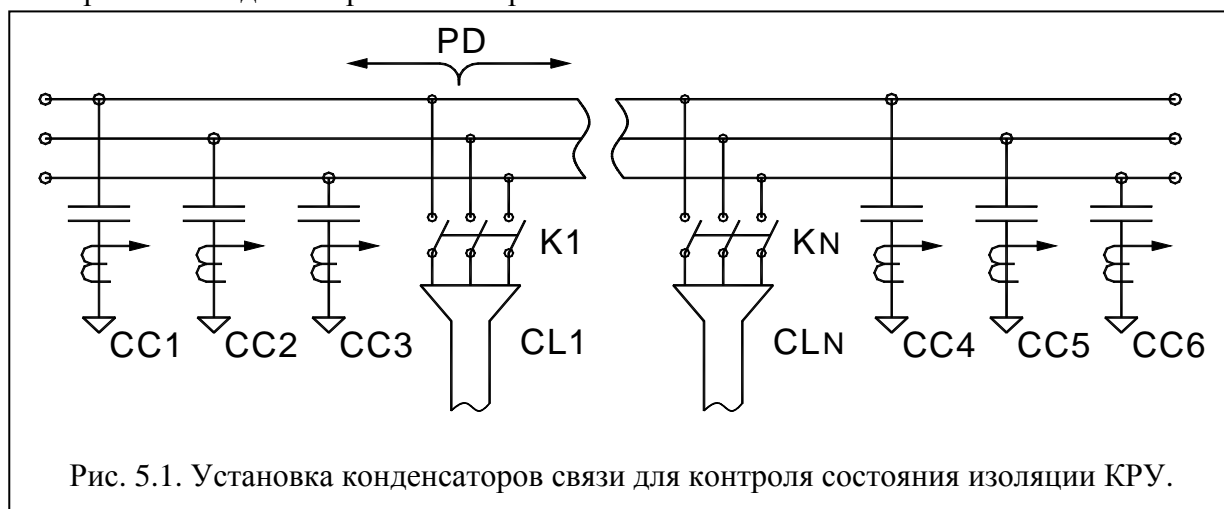 PD
K1
KN
CC1 CC2 CC3 CL1 CLN CC4 CC5 CC6
Рис. 5.1. Установка конденсаторов связи для контроля состояния изоляции КРУ.